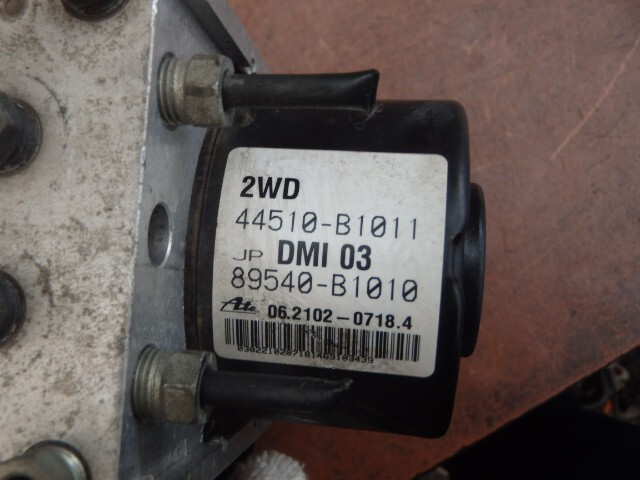 2WD
44510-B1011
JP DMI 03
89540-B1010
Ate 06.2102-0718.4